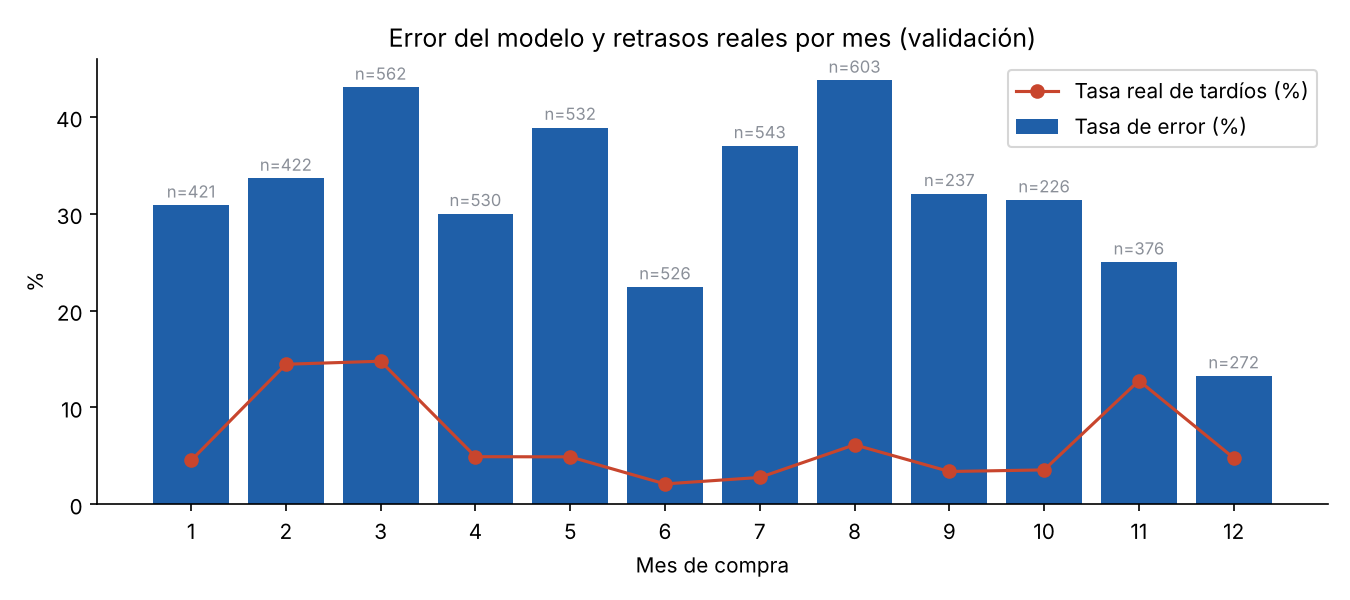 Error del modelo y retrasos reales por mes (validación)
Tasa real de tardíos (%)
Tasa de error (%)
%
40
30
20
10
0
n=421
n=422
n=562
n=530
n=532
n=526
n=543
n=603
n=237
n=226
n=376
n=272
1 2 3 4 5 6 7 8 9 10 11 12
Mes de compra